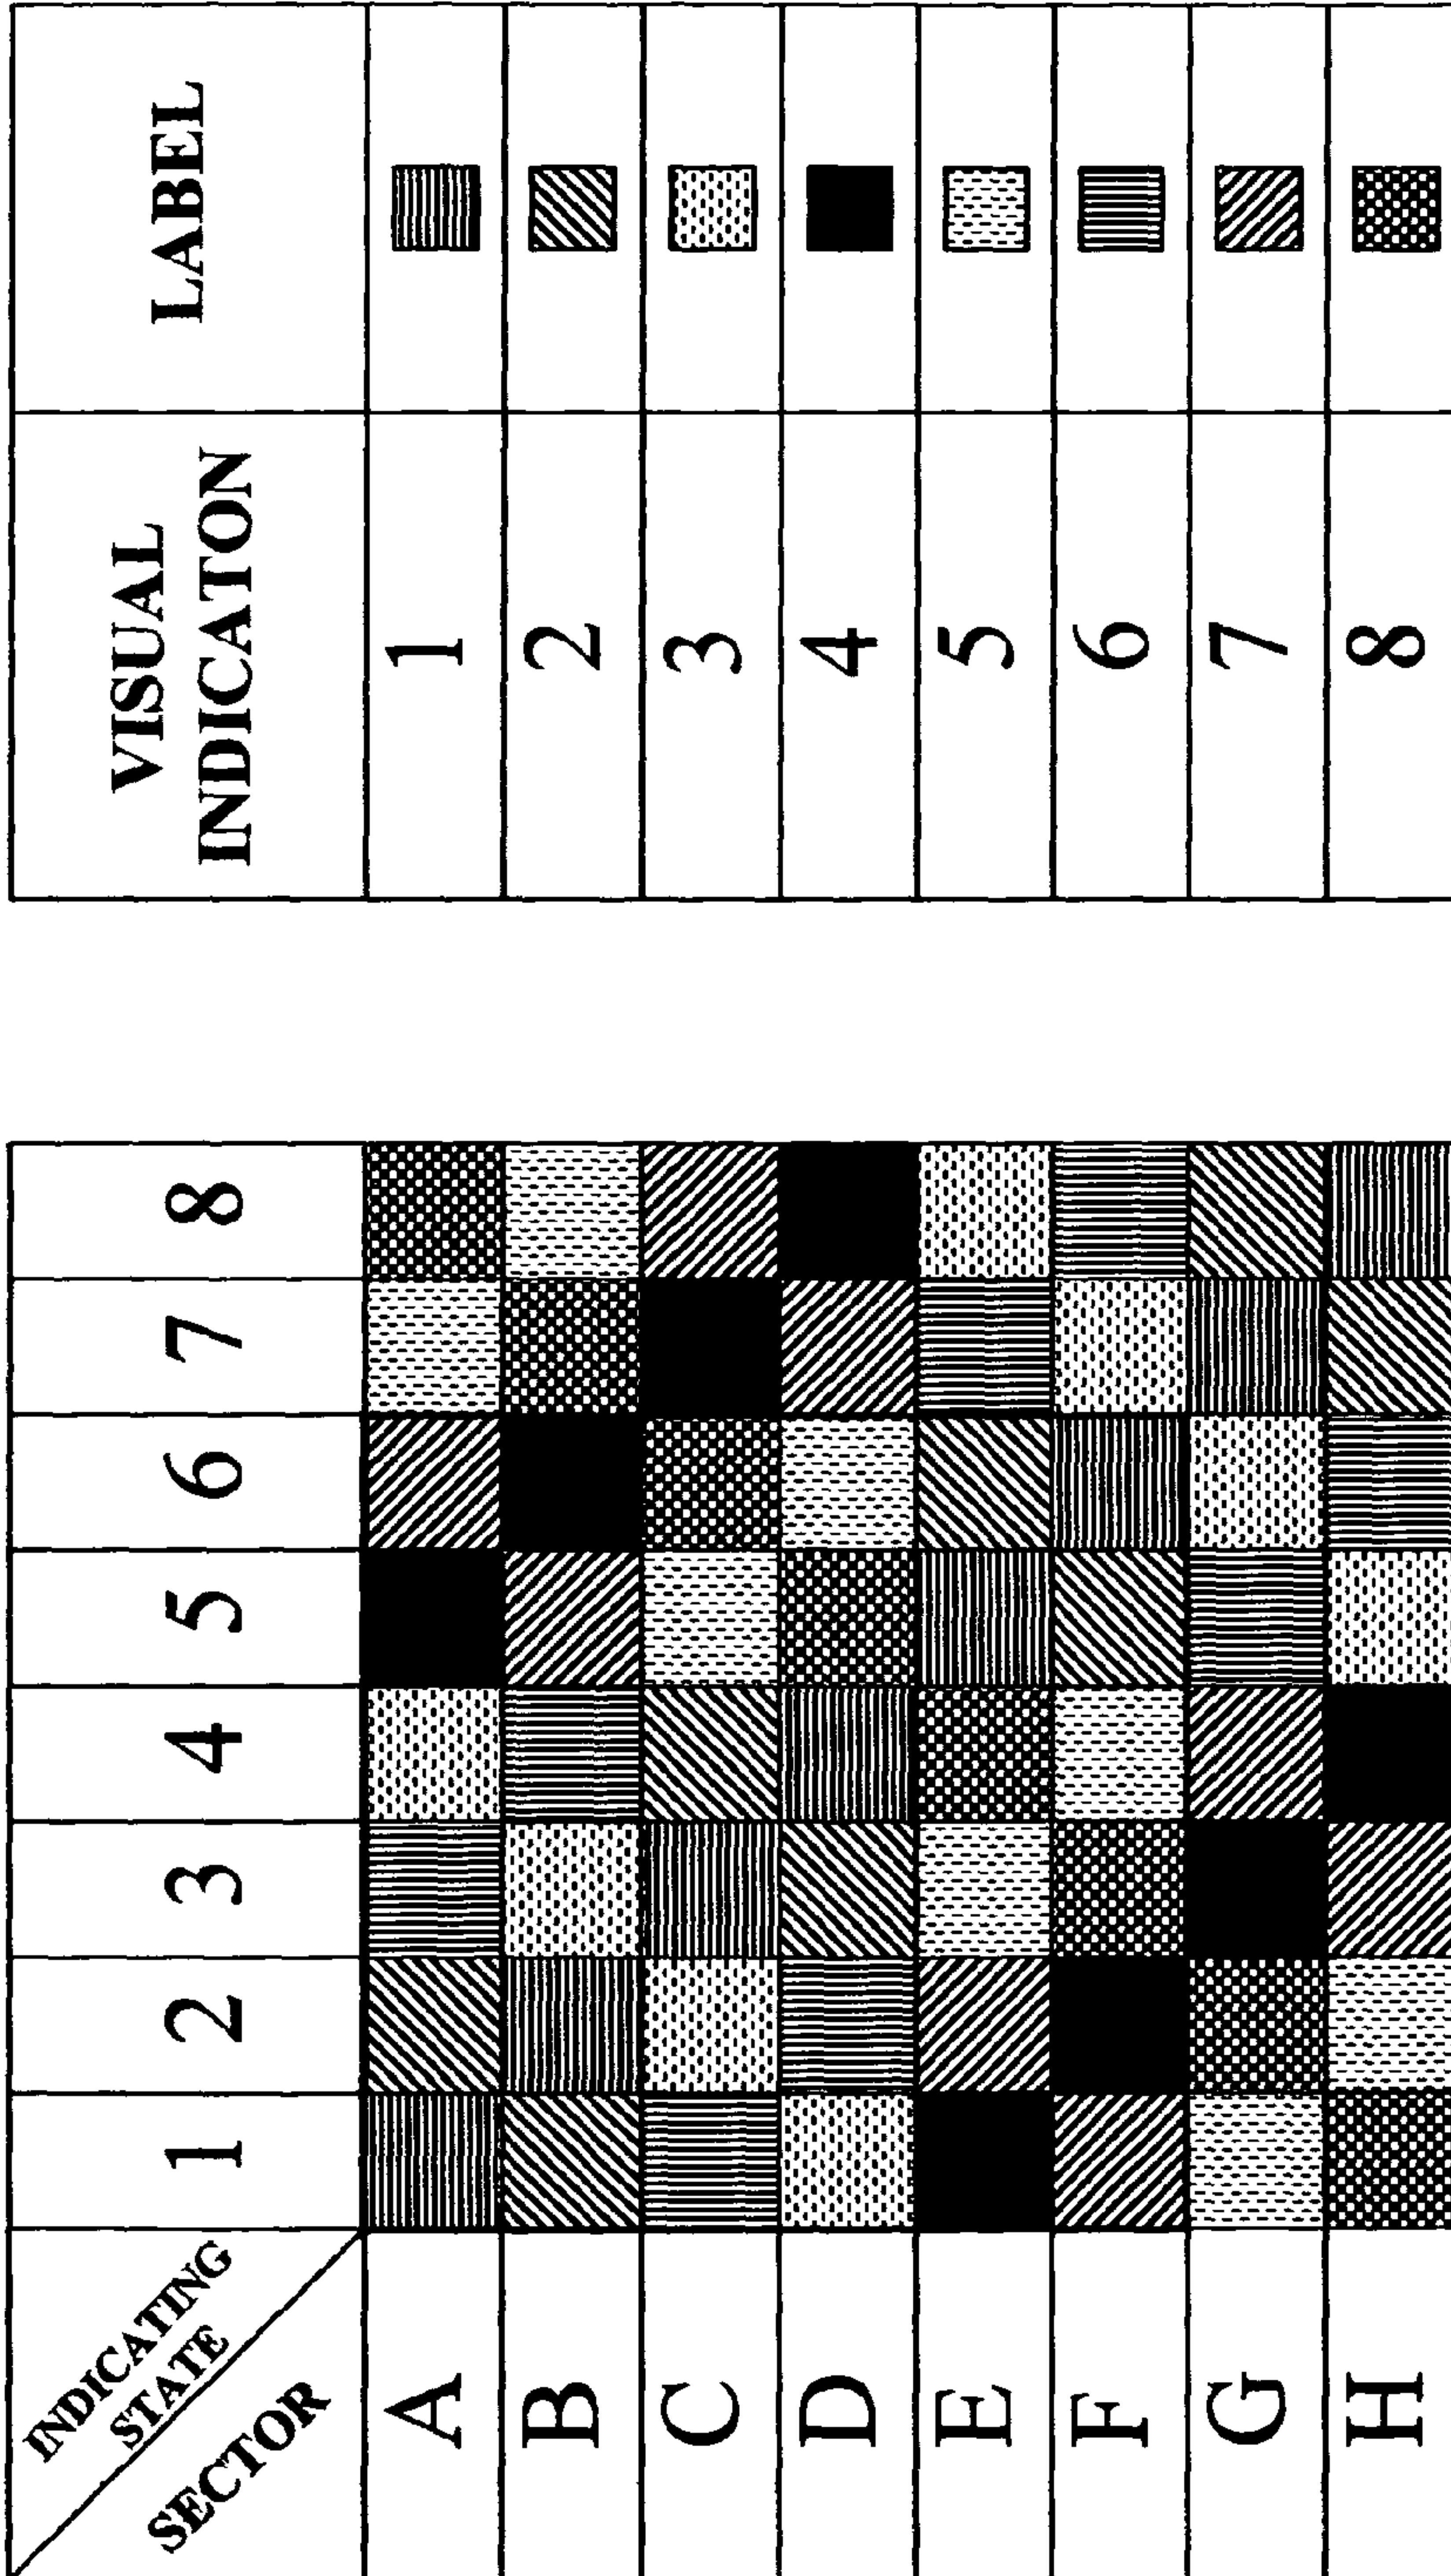 INDICATING
STATE
SECTOR
1 2 3 4 5 6 7 8
A
B
C
D
E
F
G
H
VISUAL
INDICATON
LABEL
1
2
3
4
5
6
7
8